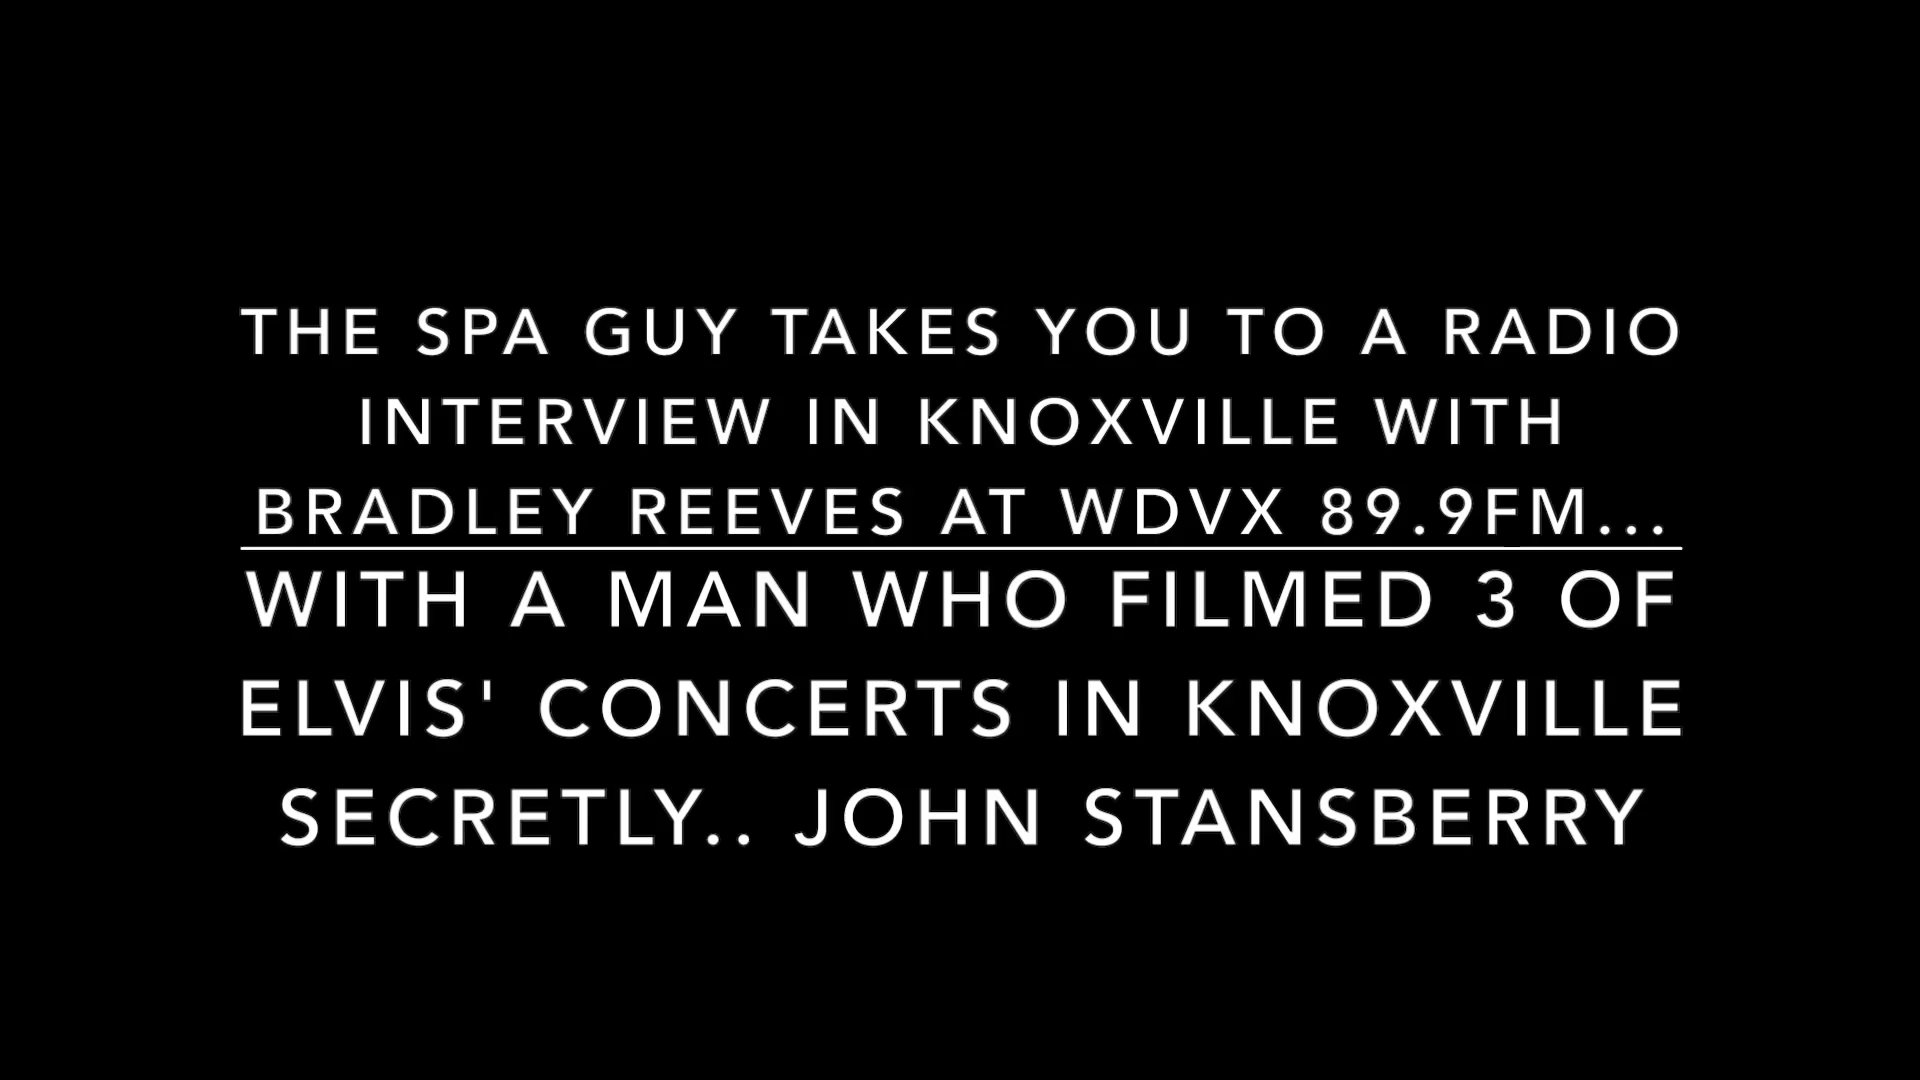 THE SPA GUY TAKES YOU TO A RADIO
INTERVIEW IN KNOXVILLE WITH
BRADLEY REEVES AT WDVX 89.9FM...
WITH A MAN WHO FILMED 3 OF
ELVIS' CONCERTS IN KNOXVILLE
SECRETLY.. JOHN STANSBERRY